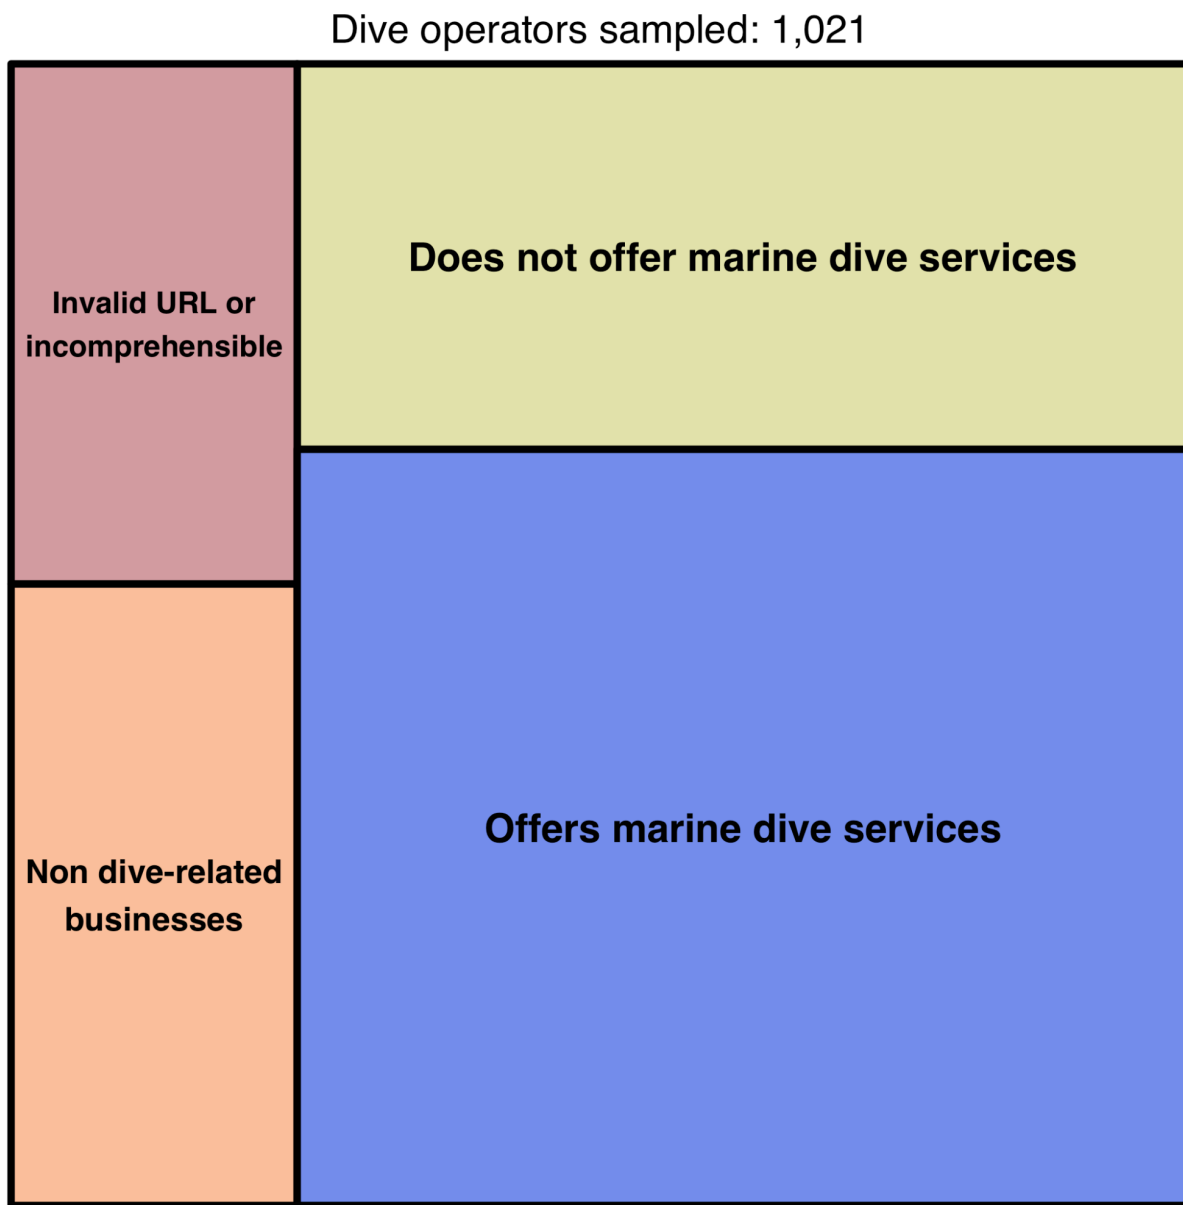 Dive operators sampled: 1,021
Invalid URL or
incomprehensible
Does not offer marine dive services
Non dive-related
businesses
Offers marine dive services